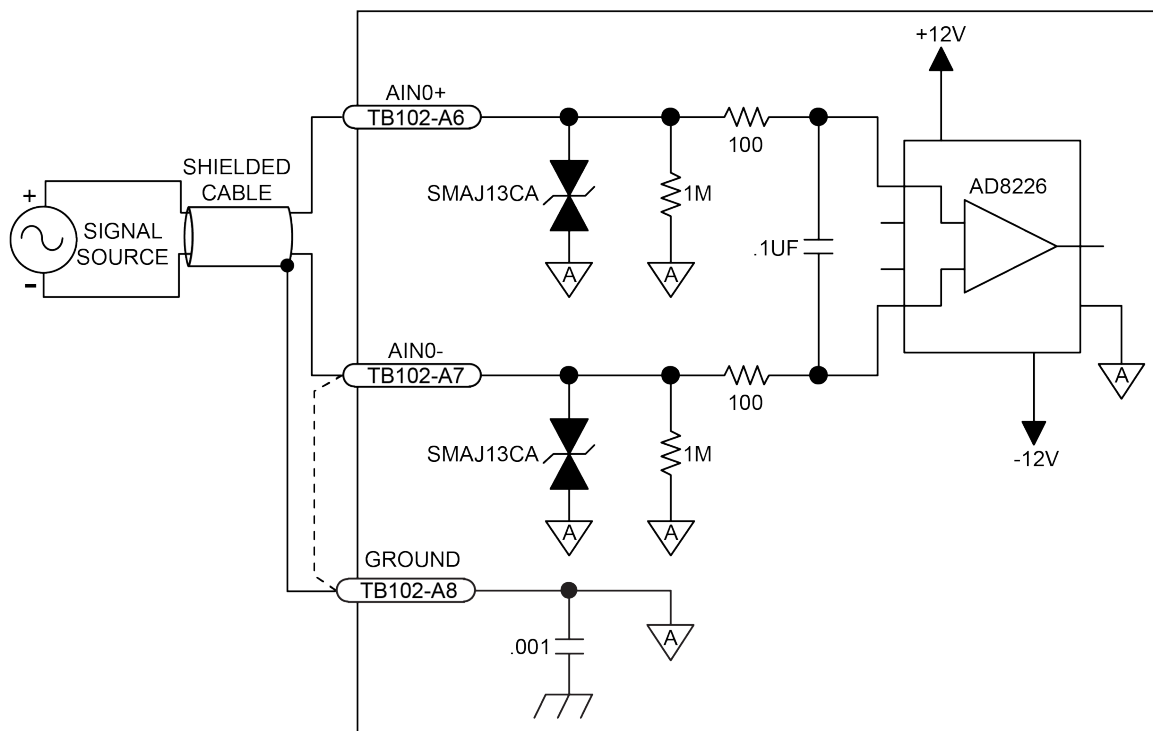 +12V
AIN0+
TB102-A6
SHIELDED
CABLE
100
SMAJ13CA
1M
AD8226
+
SIGNAL
SOURCE
-
.1UF
A
A
AIN0-
TB102-A7
100
A
SMAJ13CA
1M
-12V
A
A
GROUND
TB102-A8
.001
A